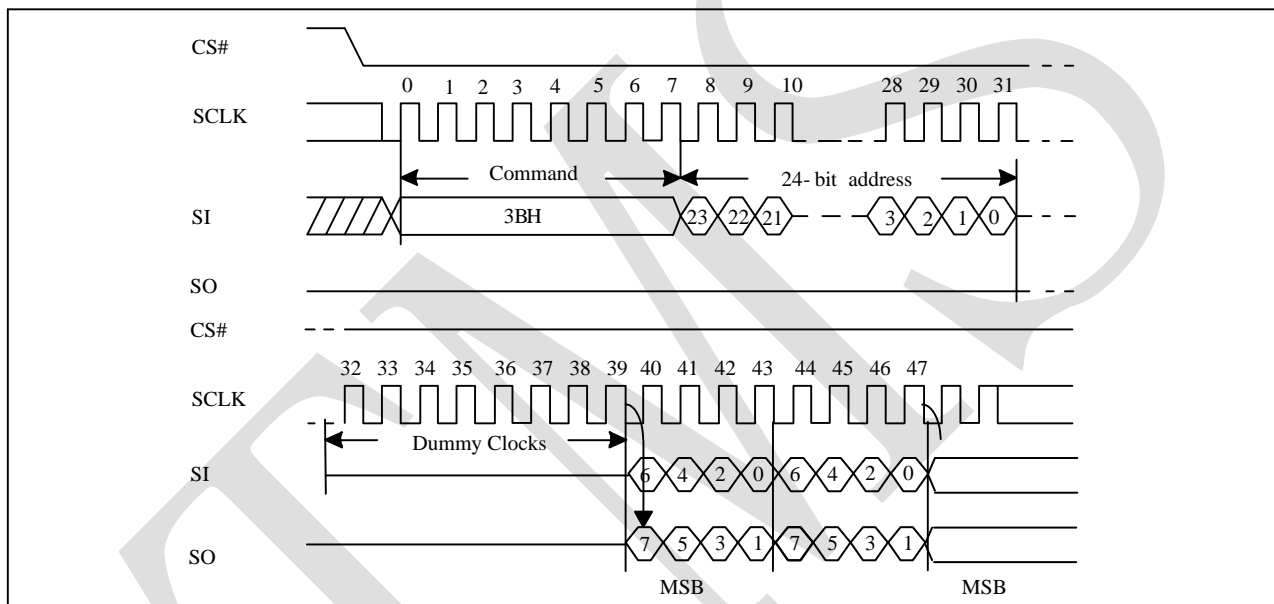 CS#
0 1 2 3 4 5 6 7 8 9 10 28 29 30 31
SCLK
Command 24- bit address
SI 3BH 23 22 21 3 2 1 0
SO
CS#
32 33 34 35 36 37 38 39 40 41 42 43 44 45 46 47
SCLK
Dummy Clocks
SI 6 4 2 0 6 4 2 0
SO 7 5 3 1 7 5 3 1
MSB MSB